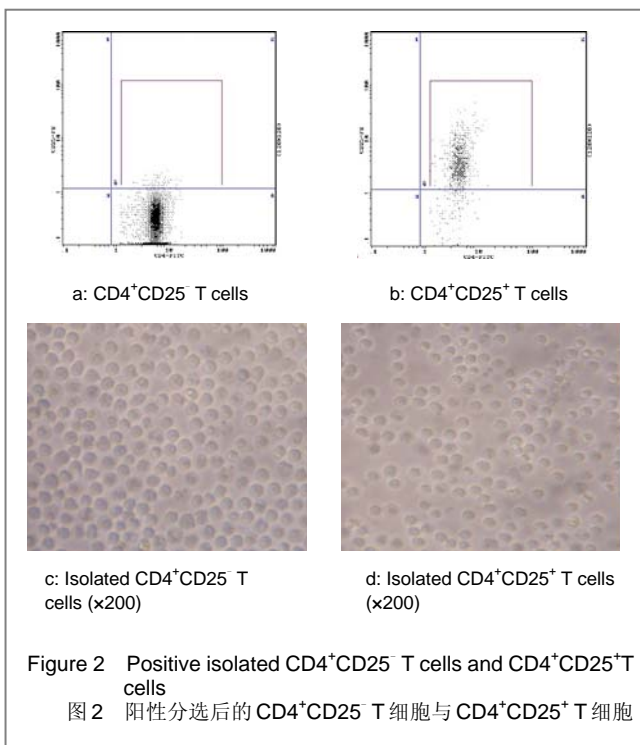 a: CD4⁺CD25⁻ T cells
b: CD4⁺CD25⁺ T cells
c: Isolated CD4⁺CD25⁻ T
cells (×200)
d: Isolated CD4⁺CD25⁺ T cells
(×200)
Figure 2 Positive isolated CD4⁺CD25⁻ T cells and CD4⁺CD25⁺T
cells
图 2 阳性分选后的 CD4⁺CD25⁻ T 细胞与 CD4⁺CD25⁺ T 细胞